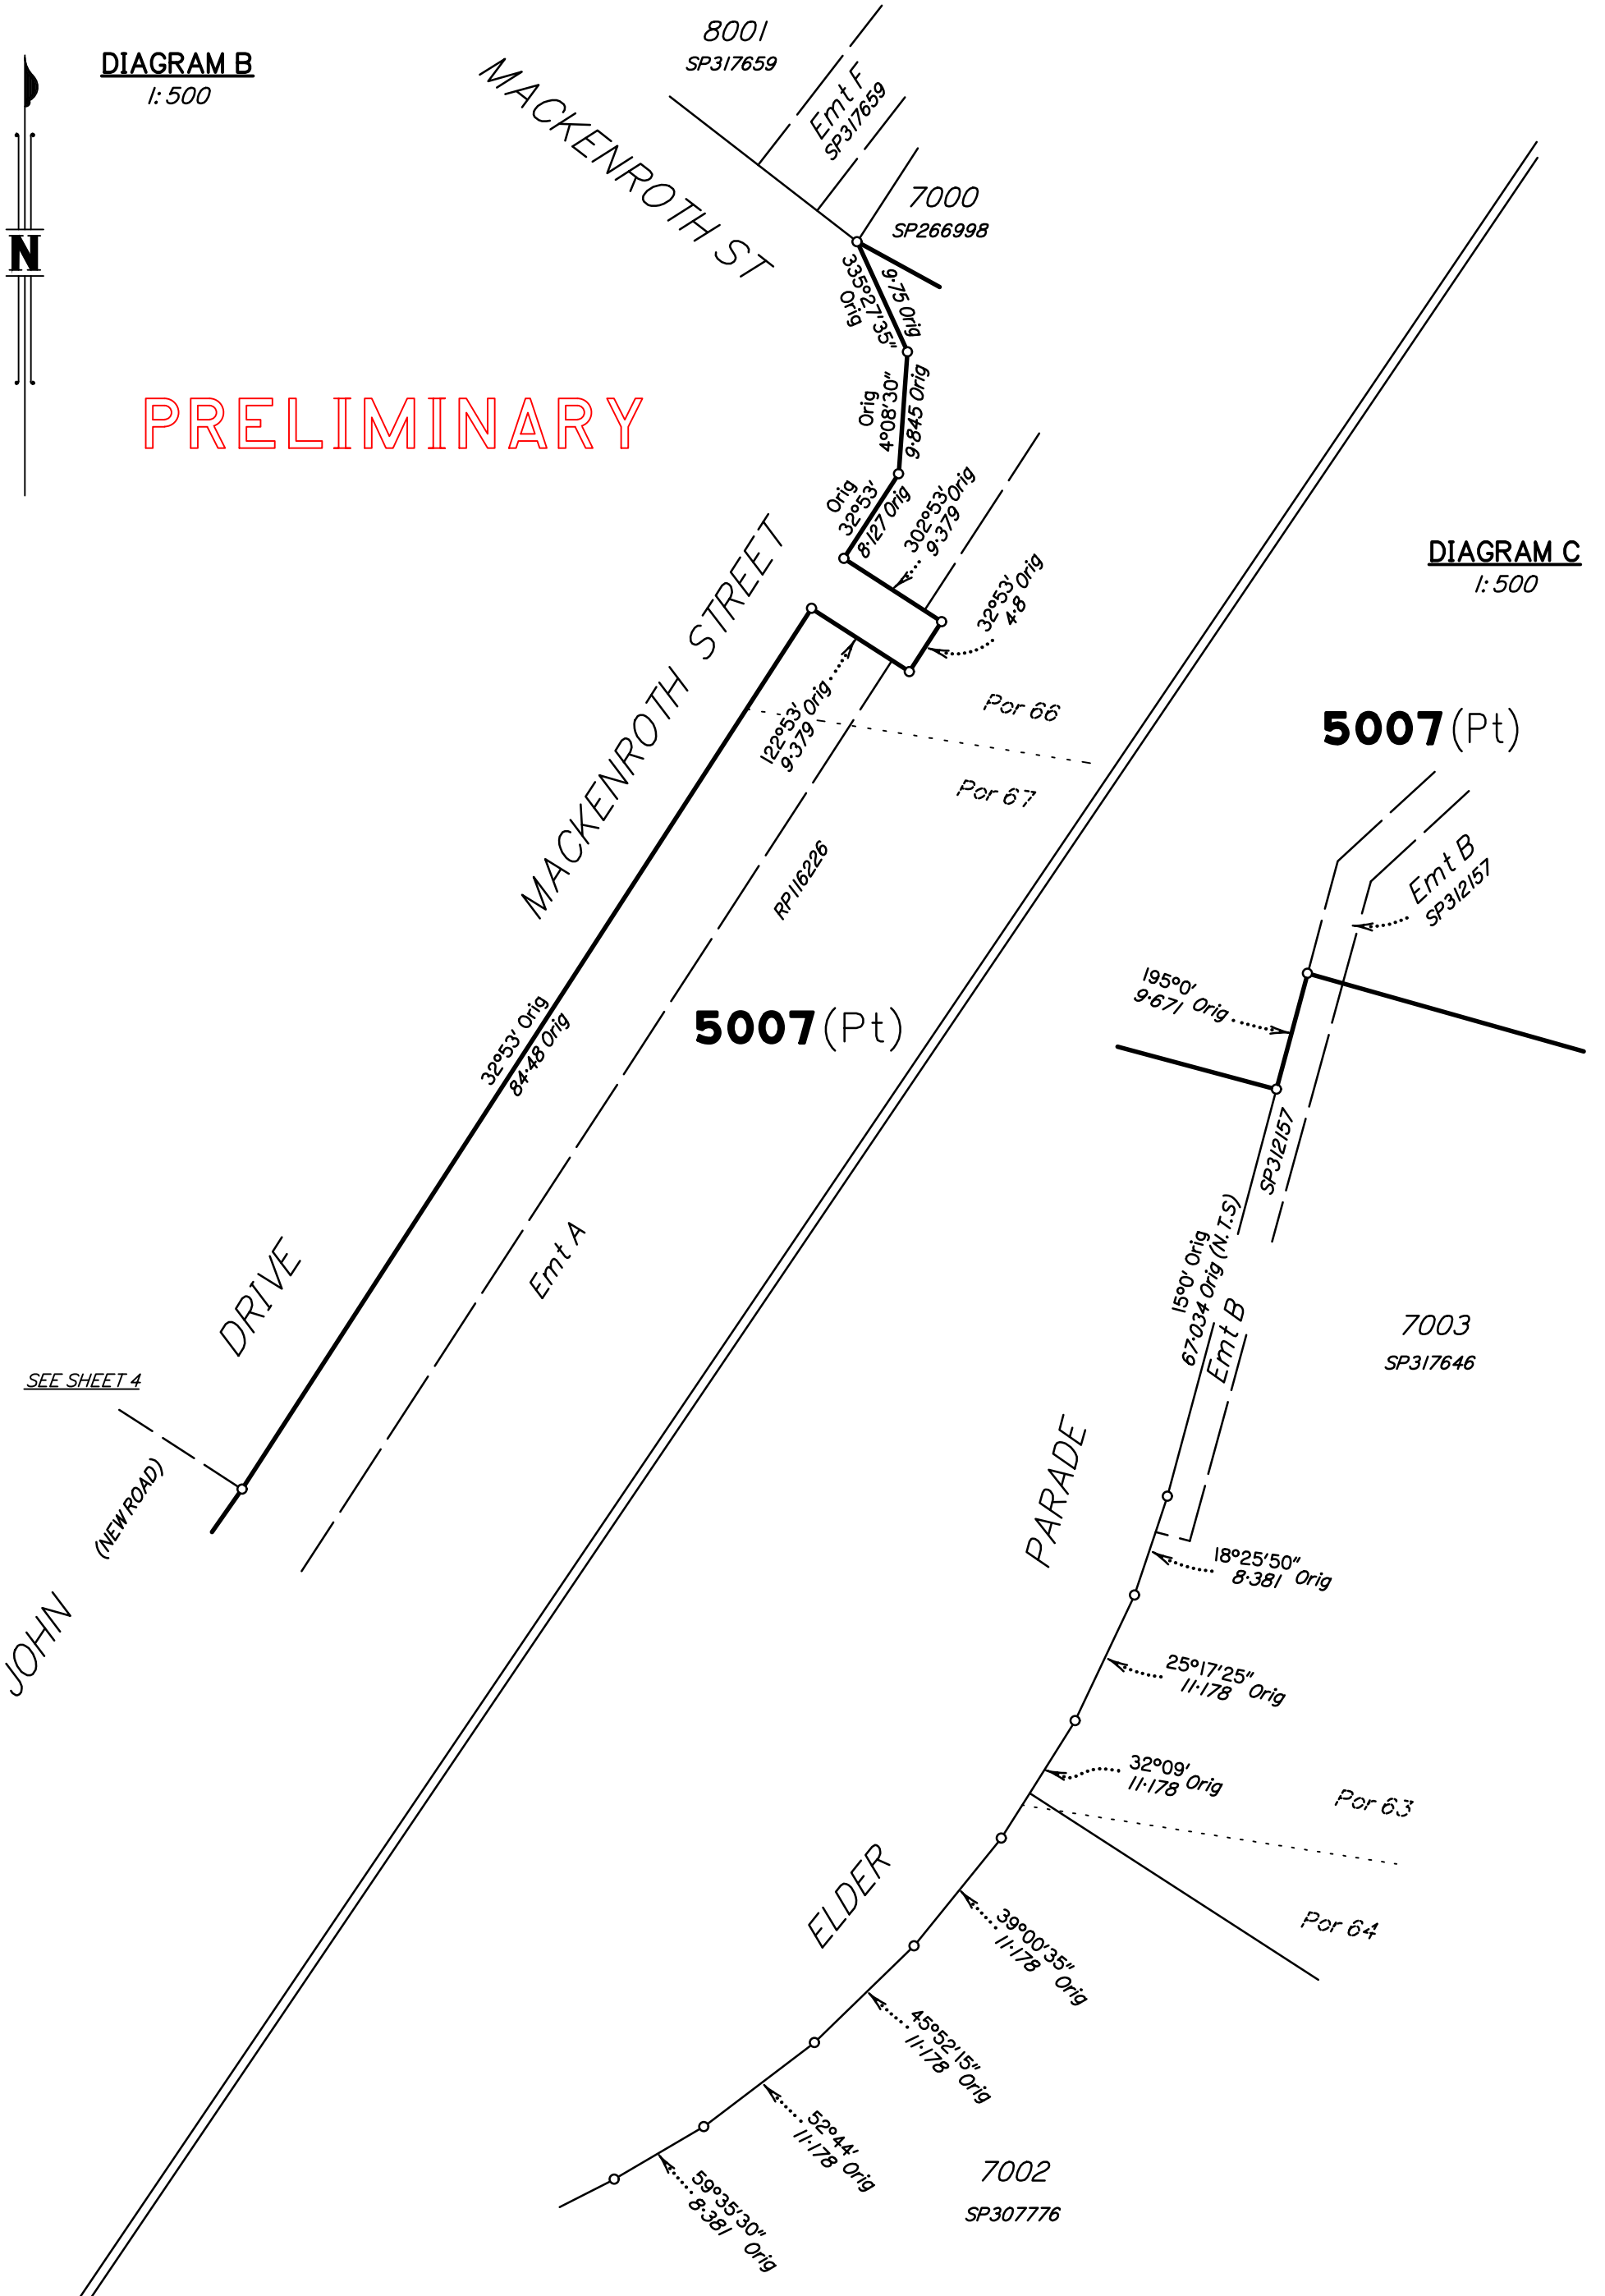 DIAGRAM B
1:500
N
PRELIMINARY
8001
SP317659
Emt F
SP317659
MACKENROTH ST
7000
SP266998
335°27'35"
Orig
9·75 Orig
Orig
4°08'30"
9·845 Orig
Orig
32°53'
8·127 Orig
302°53' Orig
9·379
32°53' Orig
4·8
122°53' Orig
9·379
Por 66
Por 67
MACKENROTH STREET
RP116226
5007(Pt)
32°53' Orig
84·48 Orig
Emt A
DRIVE
SEE SHEET 4
(NEW ROAD)
JOHN
DIAGRAM C
1:500
5007(Pt)
Emt B
SP312157
195°0' Orig
9·671
SP312157
15°0' Orig
67·034 Orig (N.T.S)
Emt B
7003
SP317646
PARADE
18°25'50"
8·381 Orig
25°17'25"
11·178 Orig
32°09'
11·178 Orig
Por 63
Por 64
ELDER
39°00'35"
11·178 Orig
45°52'15"
11·178 Orig
52°44'
11·178 Orig
59°35'30"
8·381 Orig
7002
SP307776